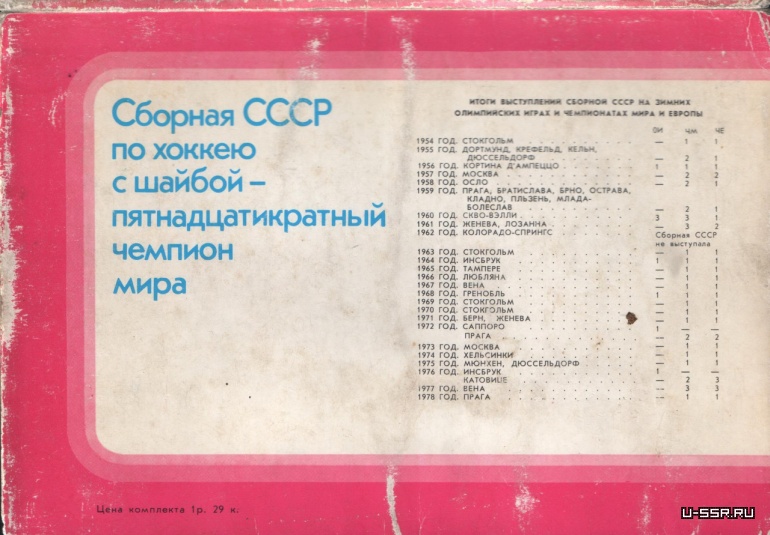 Сборная СССР
по хоккею
с шайбой –
пятнадцатикратный
чемпион
мира
ИТОГИ ВЫСТУПЛЕНИЙ СБОРНОЙ СССР НА ЗИМНИХ
ОЛИМПИЙСКИХ ИГРАХ И ЧЕМПИОНАТАХ МИРА И ЕВРОПЫ
ОИ ЧМ ЧЕ
1954 ГОД. СТОКГОЛЬМ — 1 1
1955 ГОД. ДОРТМУНД, КРЕФЕЛЬД, КЕЛЬН,
ДЮССЕЛЬДОРФ — 2 1
1956 ГОД. КОРТИНА Д'АМПЕЦЦО 1 1 1
1957 ГОД. МОСКВА — 2 2
1958 ГОД. ОСЛО — 2 1
1959 ГОД. ПРАГА, БРАТИСЛАВА, БРНО, ОСТРАВА,
КЛАДНО, ПЛЬЗЕНЬ, МЛАДА-
БОЛЕСЛАВ — 2 1
1960 ГОД. СКВО-ВЭЛЛИ 3 3 1
1961 ГОД. ЖЕНЕВА, ЛОЗАННА — 3 2
1962 ГОД. КОЛОРАДО-СПРИНГС Сборная СССР
не выступала
1963 ГОД. СТОКГОЛЬМ — 1 1
1964 ГОД. ИНСБРУК 1 1 1
1965 ГОД. ТАМПЕРЕ — 1 1
1966 ГОД. ЛЮБЛЯНА — 1 1
1967 ГОД. ВЕНА — 1 1
1968 ГОД. ГРЕНОБЛЬ 1 1 1
1969 ГОД. СТОКГОЛЬМ — 1 1
1970 ГОД. СТОКГОЛЬМ — 1 1
1971 ГОД. БЕРН, ЖЕНЕВА — 1 1
1972 ГОД. САППОРО 1 — —
ПРАГА — 2 2
1973 ГОД. МОСКВА — 1 1
1974 ГОД. ХЕЛЬСИНКИ — 1 1
1975 ГОД. МЮНХЕН, ДЮССЕЛЬДОРФ — 1 1
1976 ГОД. ИНСБРУК 1 — —
КАТОВИЦЕ — 2 3
1977 ГОД. ВЕНА — 3 3
1978 ГОД. ПРАГА — 1 1
Цена комплекта 1р. 29 к.
U-SSR.RU